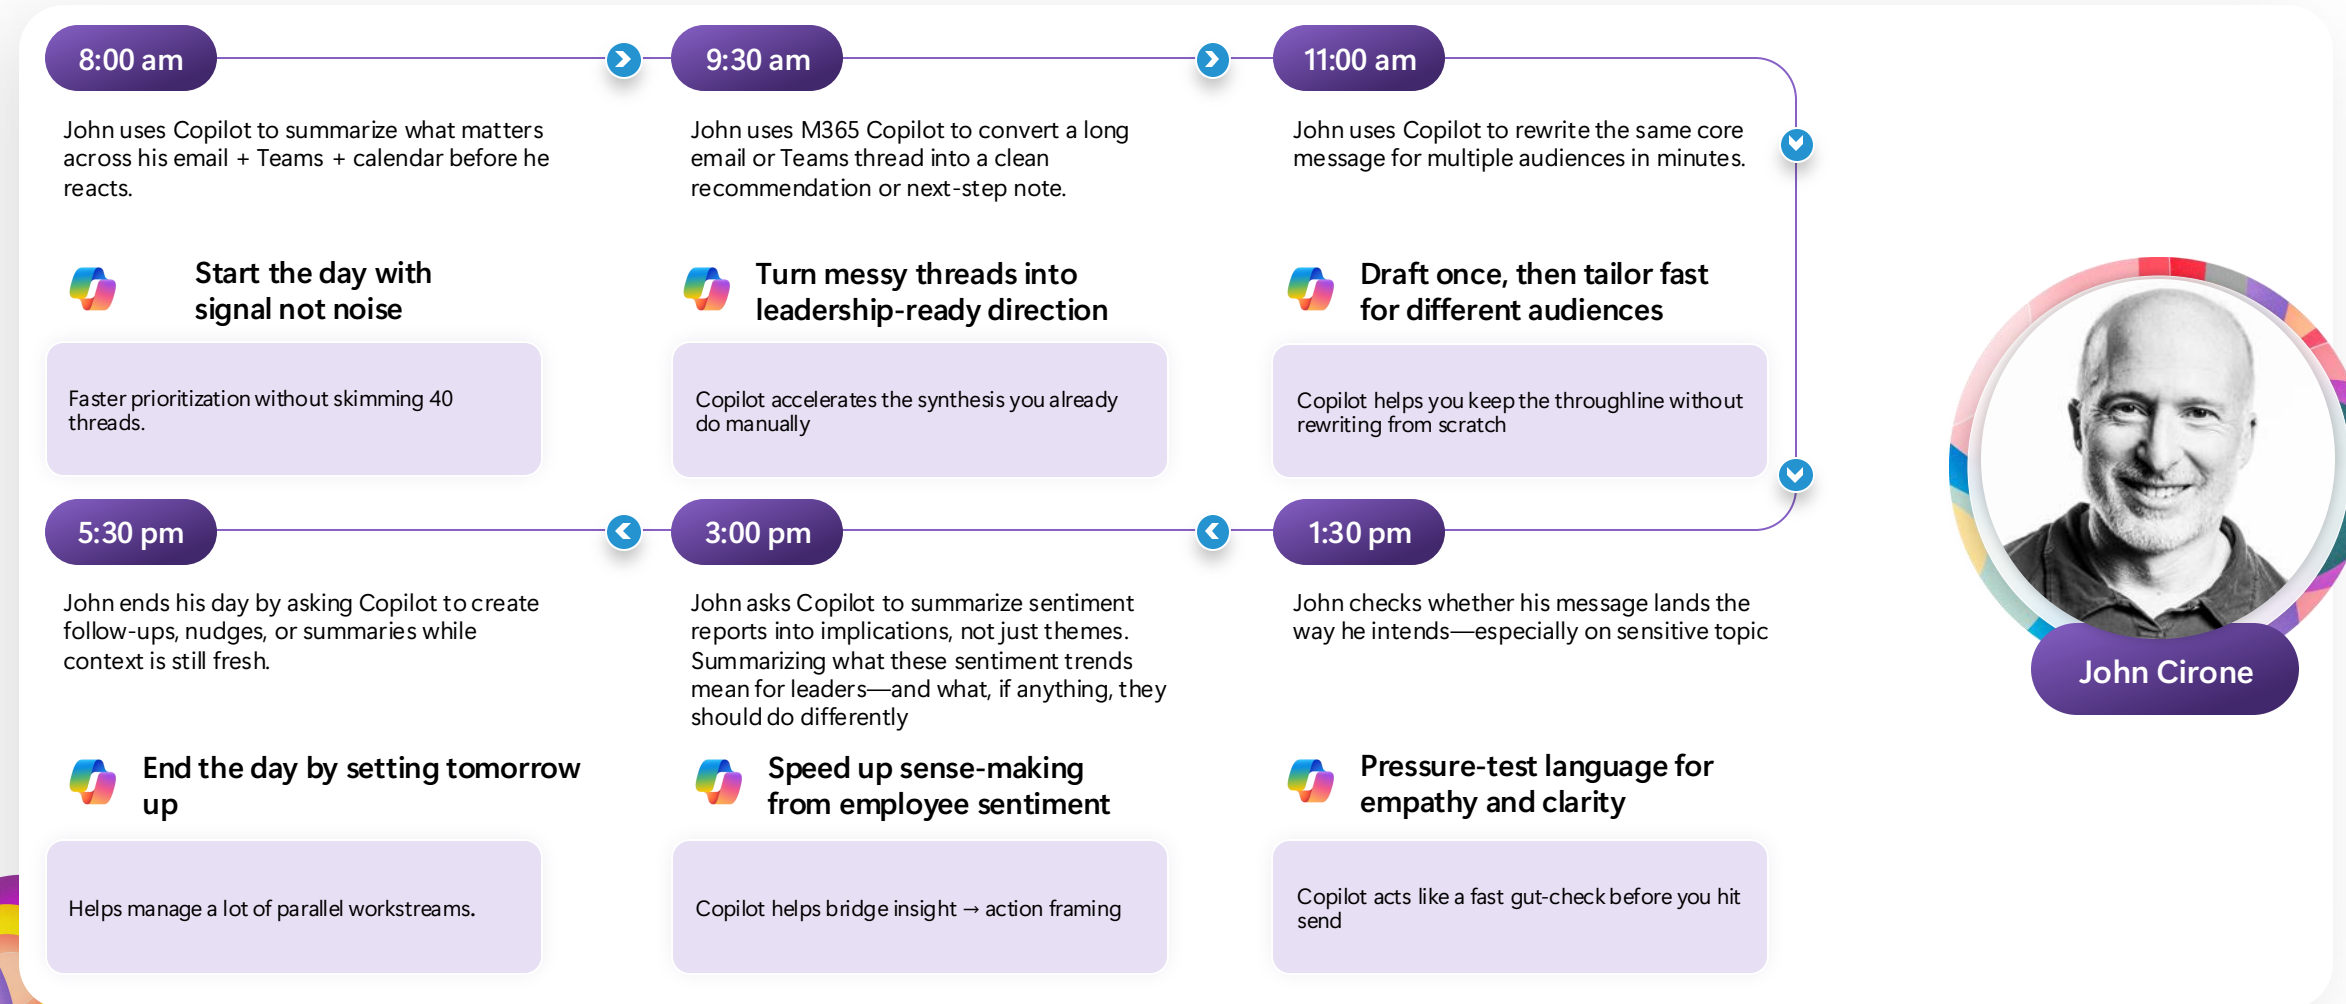 8:00 am
John uses Copilot to summarize what matters
across his email + Teams + calendar before he
reacts.
Start the day with
signal not noise
Faster prioritization without skimming 40
threads.
9:30 am
John uses M365 Copilot to convert a long
email or Teams thread into a clean
recommendation or next-step note.
Turn messy threads into
leadership-ready direction
Copilot accelerates the synthesis you already
do manually
11:00 am
John uses Copilot to rewrite the same core
message for multiple audiences in minutes.
Draft once, then tailor fast
for different audiences
Copilot helps you keep the throughline without
rewriting from scratch
1:30 pm
John checks whether his message lands the
way he intends—especially on sensitive topic
Pressure-test language for
empathy and clarity
Copilot acts like a fast gut-check before you hit
send
3:00 pm
John asks Copilot to summarize sentiment
reports into implications, not just themes.
Summarizing what these sentiment trends
mean for leaders—and what, if anything, they
should do differently
Speed up sense-making
from employee sentiment
Copilot helps bridge insight → action framing
5:30 pm
John ends his day by asking Copilot to create
follow-ups, nudges, or summaries while
context is still fresh.
End the day by setting tomorrow
up
Helps manage a lot of parallel workstreams.
John Cirone